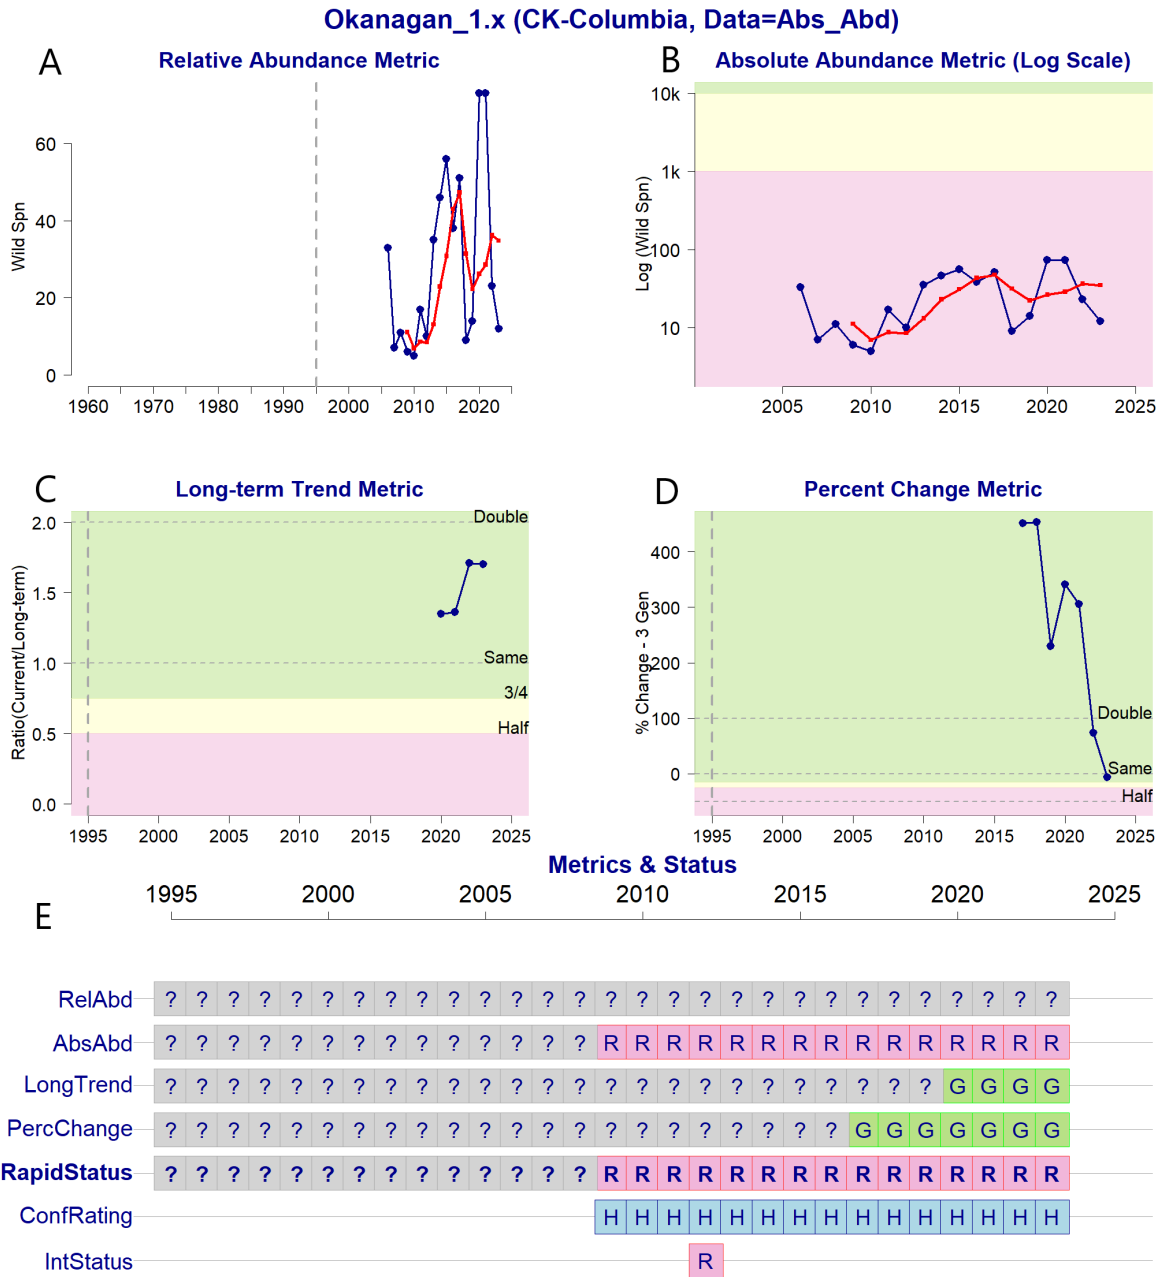 Okanagan_1.x (CK-Columbia, Data=Abs_Abd)
A
Relative Abundance Metric
Wild Spn
60
40
20
0
1960 1970 1980 1990 2000 2010 2020
B
Absolute Abundance Metric (Log Scale)
Log (Wild Spn)
10k
1k
100
10
2005 2010 2015 2020 2025
C
Long-term Trend Metric
Ratio(Current/Long-term)
2.0
1.5
1.0
0.5
0.0
Double
Same
3/4
Half
1995 2000 2005 2010 2015 2020 2025
D
Percent Change Metric
% Change - 3 Gen
400
300
200
100
0
Double
Same
Half
1995 2000 2005 2010 2015 2020 2025
Metrics & Status
E
1995 2000 2005 2010 2015 2020 2025
RelAbd ? ? ? ? ? ? ? ? ? ? ? ? ? ? ? ? ? ? ? ? ? ? ? ? ? ? ? ? ?
AbsAbd ? ? ? ? ? ? ? ? ? ? ? ? ? ? R R R R R R R R R R R R R R R
LongTrend ? ? ? ? ? ? ? ? ? ? ? ? ? ? ? ? ? ? ? ? ? ? ? ? ? G G G G
PercChange ? ? ? ? ? ? ? ? ? ? ? ? ? ? ? ? ? ? ? ? ? ? G G G G G G G
RapidStatus ? ? ? ? ? ? ? ? ? ? ? ? ? ? R R R R R R R R R R R R R R R
ConfRating H H H H H H H H H H H H H H H
IntStatus R